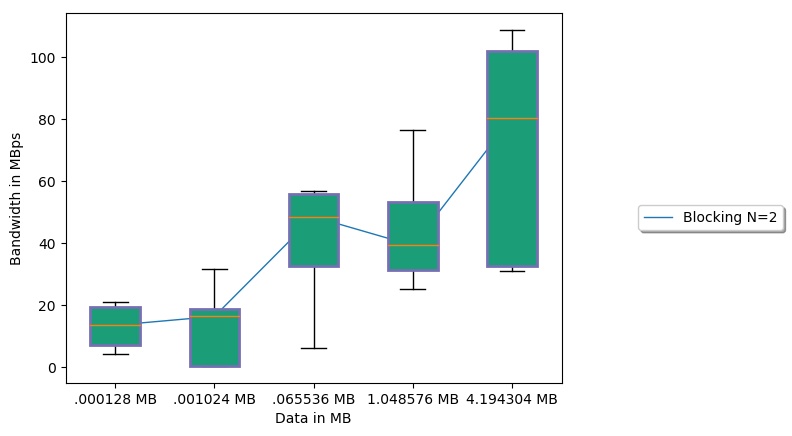 100
80
60
40
20
0
Bandwidth in MBps
.000128 MB .001024 MB .065536 MB 1.048576 MB 4.194304 MB
Data in MB
Blocking N=2